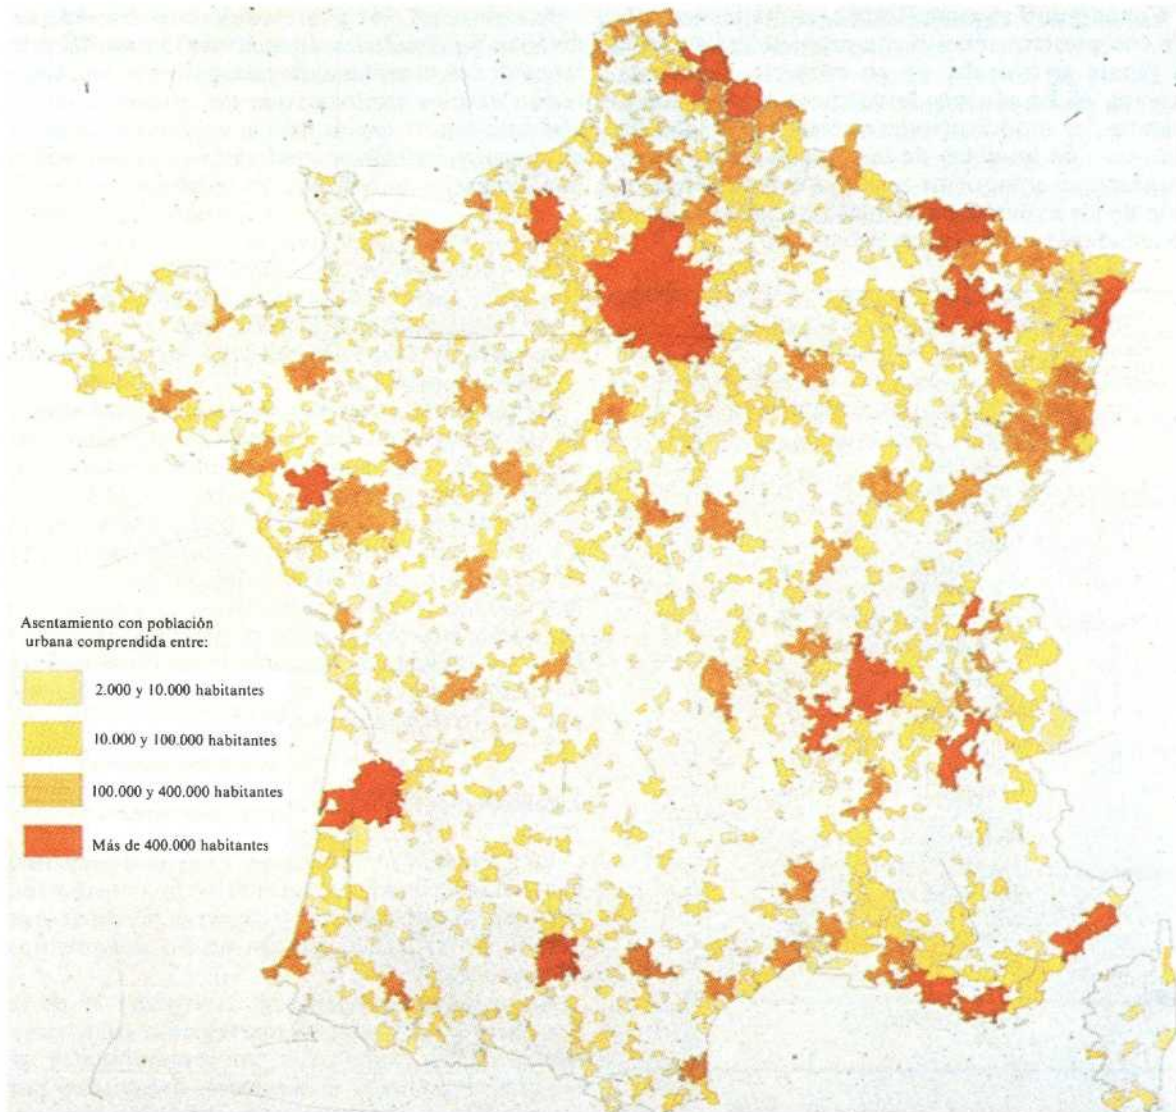 Asentamiento con población
urbana comprendida entre:
2.000 y 10.000 habitantes
10.000 y 100.000 habitantes
100.000 y 400.000 habitantes
Más de 400.000 habitantes